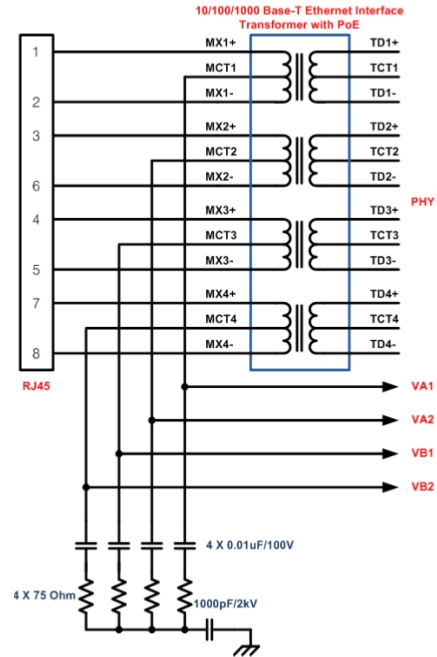 10/100/1000 Base-T Ethernet Interface
Transformer with PoE
1 MX1+ TD1+
MCT1 TCT1
2 MX1- TD1-
3 MX2+ TD2+
MCT2 TCT2
6 MX2- TD2-
PHY
4 MX3+ TD3+
MCT3 TCT3
5 MX3- TD3-
7 MX4+ TD4+
MCT4 TCT4
8 MX4- TD4-
RJ45
VA1
VA2
VB1
VB2
4 X 0.01uF/100V
4 X 75 Ohm
1000pF/2kV